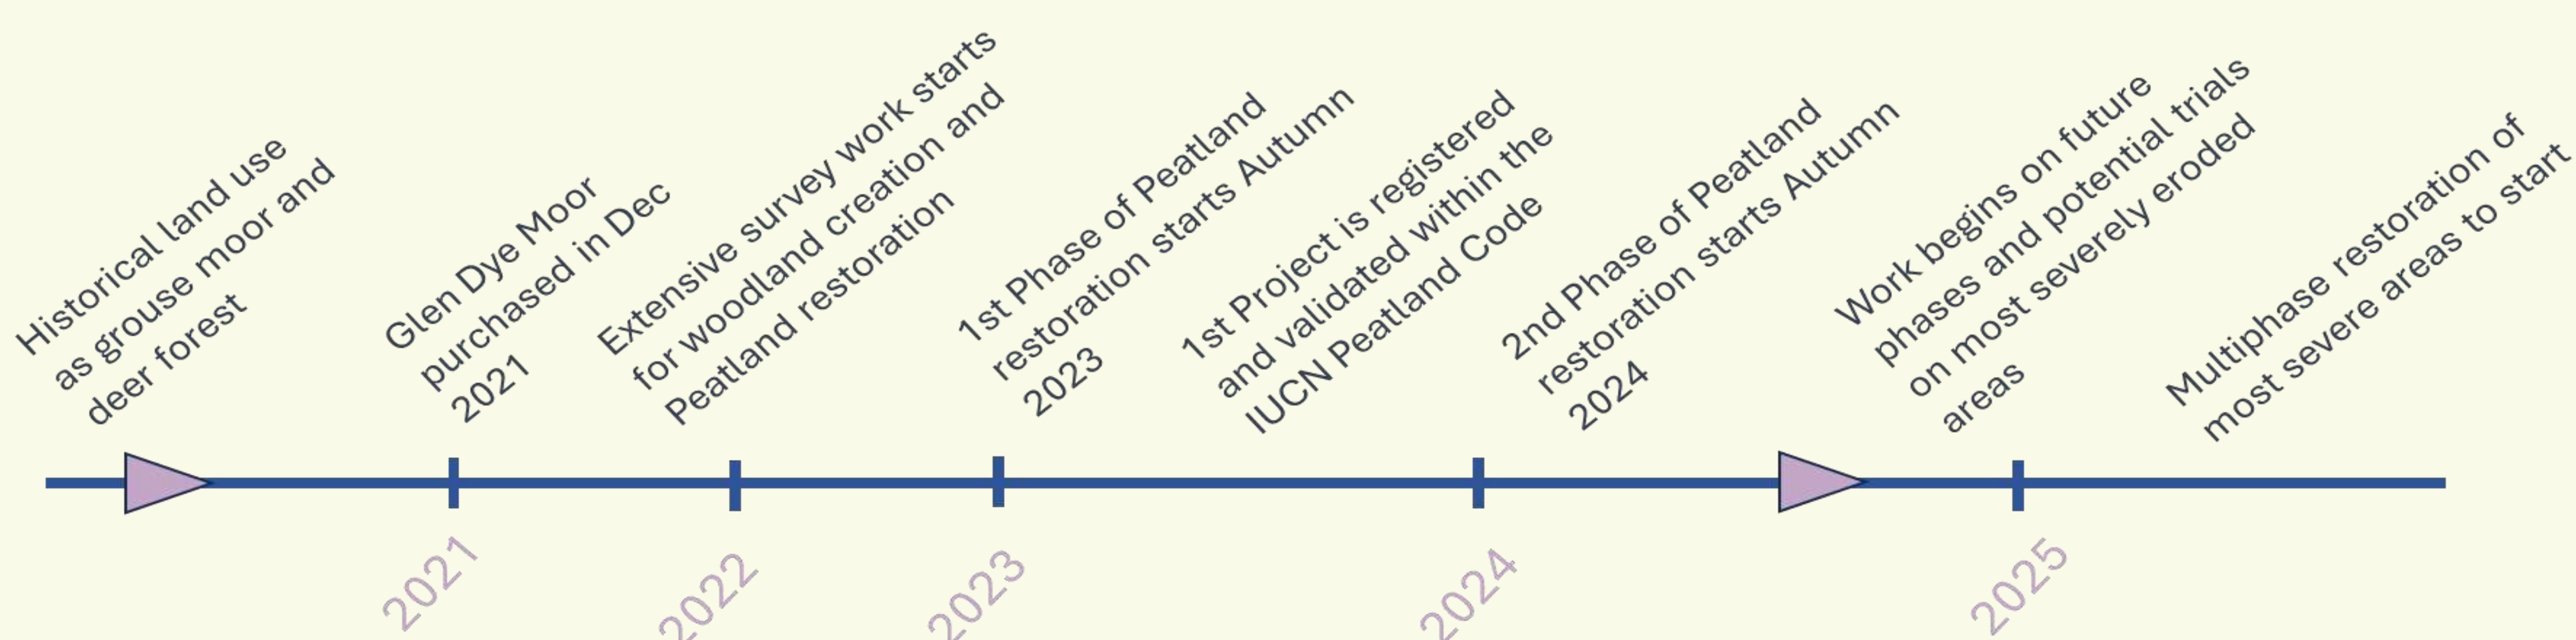 Historical land use
as grouse moor and
deer forest
Glen Dye Moor
purchased in Dec
2021
Extensive survey work starts
for woodland creation and
Peatland restoration
1st Phase of Peatland
restoration starts Autumn
2023
1st Project is registered
and validated within the
IUCN Peatland Code
2nd Phase of Peatland
restoration starts Autumn
2024
Work begins on future
phases and potential trials
on most severely eroded
areas
Multiphase restoration of
most severe areas to start
2021
2022
2023
2024
2025